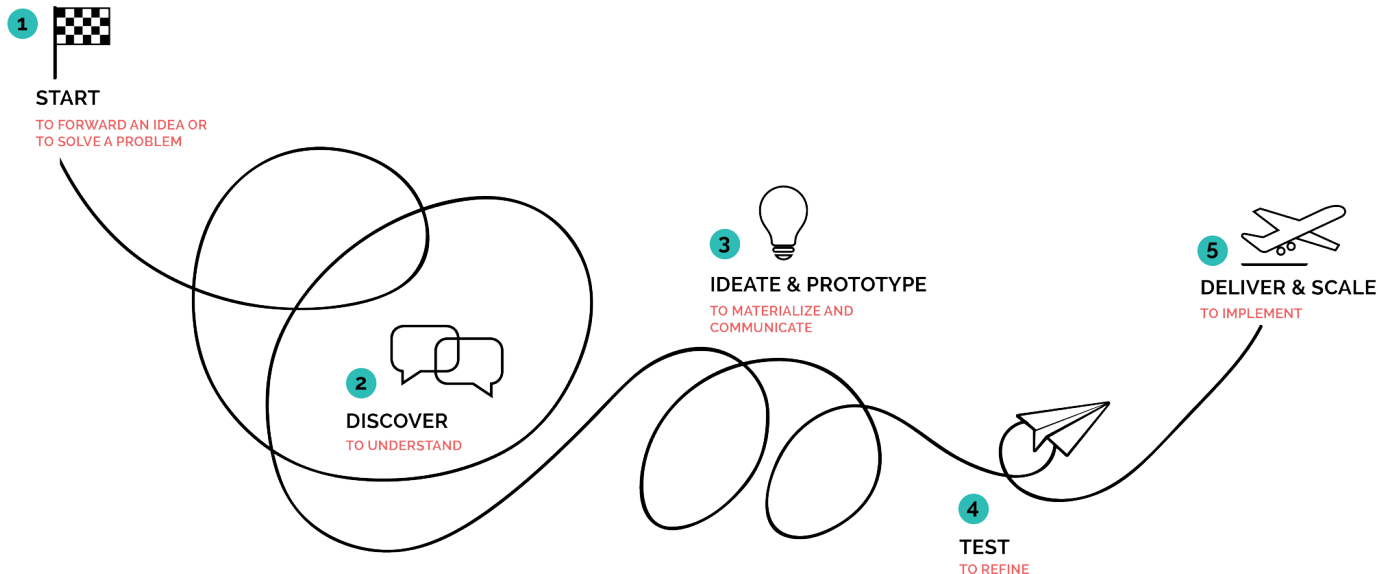 1
START
TO FORWARD AN IDEA OR
TO SOLVE A PROBLEM
2
DISCOVER
TO UNDERSTAND
3
IDEATE & PROTOTYPE
TO MATERIALIZE AND
COMMUNICATE
4
TEST
TO REFINE
5
DELIVER & SCALE
TO IMPLEMENT